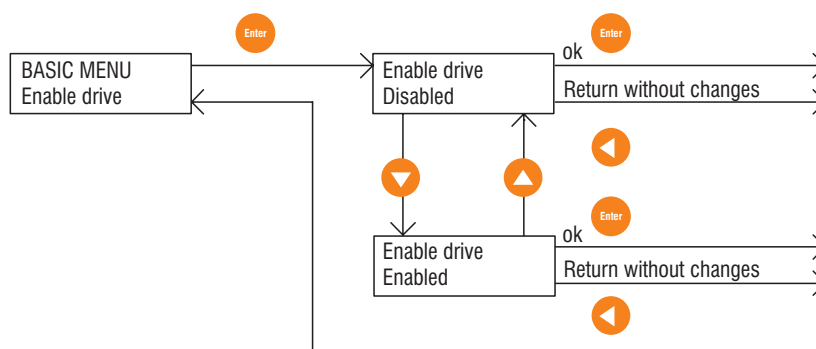 Enter
Enter
ok
BASIC MENU
Enable drive
Enable drive
Disabled
Return without changes
Enter
ok
Enable drive
Enabled
Return without changes